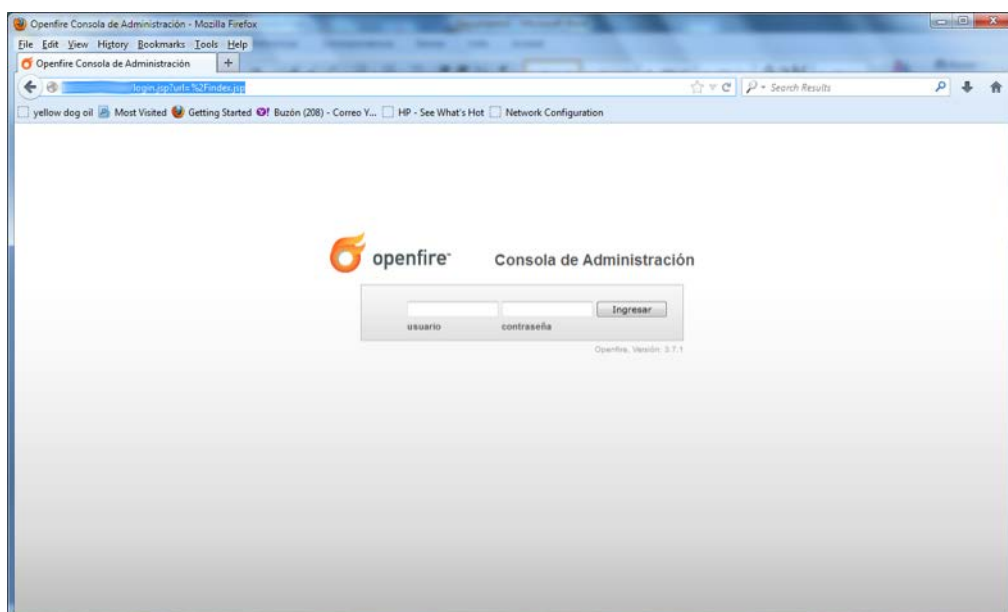 Openfire Consola de Administración - Mozilla Firefox
File Edit View History Bookmarks Tools Help
Openfire Consola de Administración +
login.jsp?url=%2Findex.jsp Search Results
yellow dog oil Most Visited Getting Started Buzón (208) - Correo Y... HP - See What's Hot Network Configuration
openfire™ Consola de Administración
Ingresar
usuario contraseña
Openfire, Versión: 3.7.1